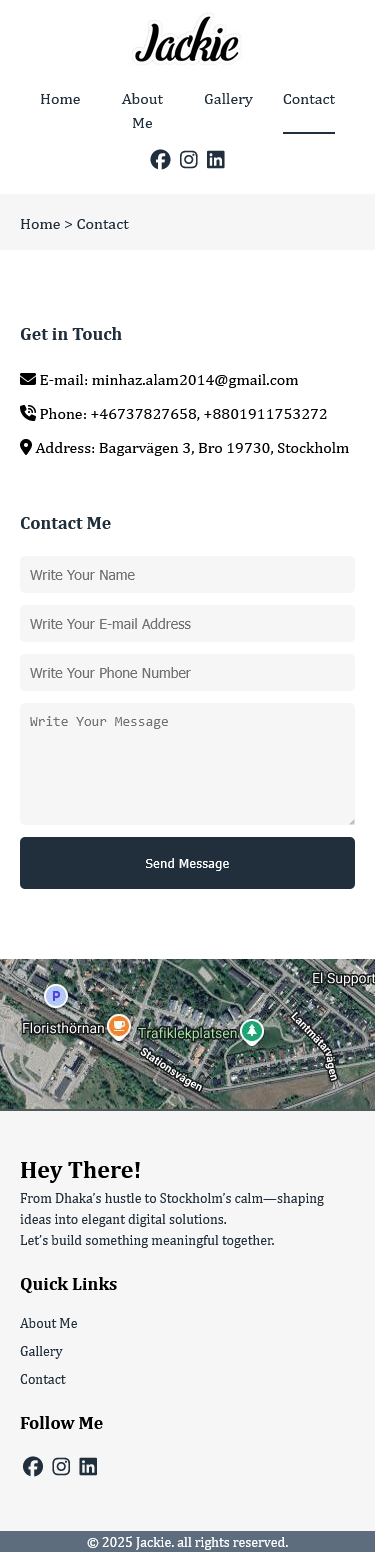 Jackie
Home About Gallery Contact
Me
Home > Contact
Get in Touch
E-mail: minhaz.alam2014@gmail.com
Phone: +46737827658, +8801911753272
Address: Bagarvägen 3, Bro 19730, Stockholm
Contact Me
Write Your Name
Write Your E-mail Address
Write Your Phone Number
Write Your Message
Send Message
El Support
P
Floristhörnan
Trafiklekplatsen
Lantmätarvägen
Stationsvägen
Hey There!
From Dhaka’s hustle to Stockholm’s calm—shaping
ideas into elegant digital solutions.
Let’s build something meaningful together.
Quick Links
About Me
Gallery
Contact
Follow Me
© 2025 Jackie. all rights reserved.